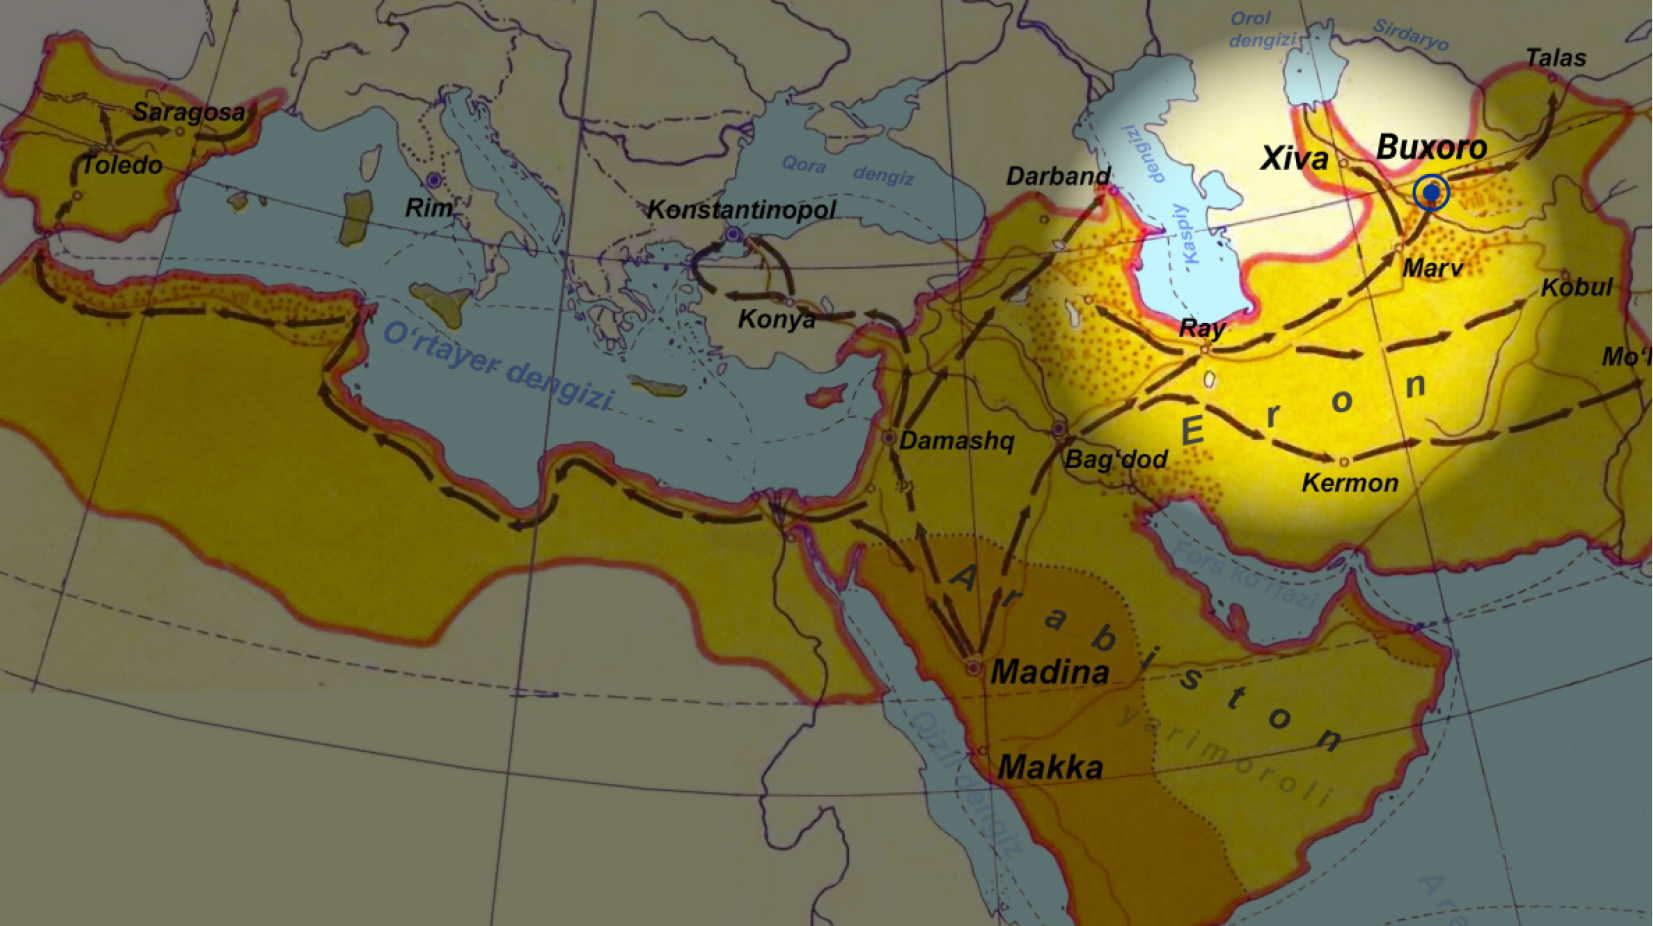 Orol
dengizi
Sirdaryo
Talas
Saragosa
Toledo
Xiva
Buxoro
Qora dengiz
Kaspiy
dengizi
Darband
Rim
Konstantinopol
Marv
Kobul
Konya
Ray
O‘rtayer dengizi
Eron
Damashq
Bag‘dod
Kermon
Fors ko‘rfazi
Arabiston
yarimoroli
Madina
Makka
Qizil dengiz